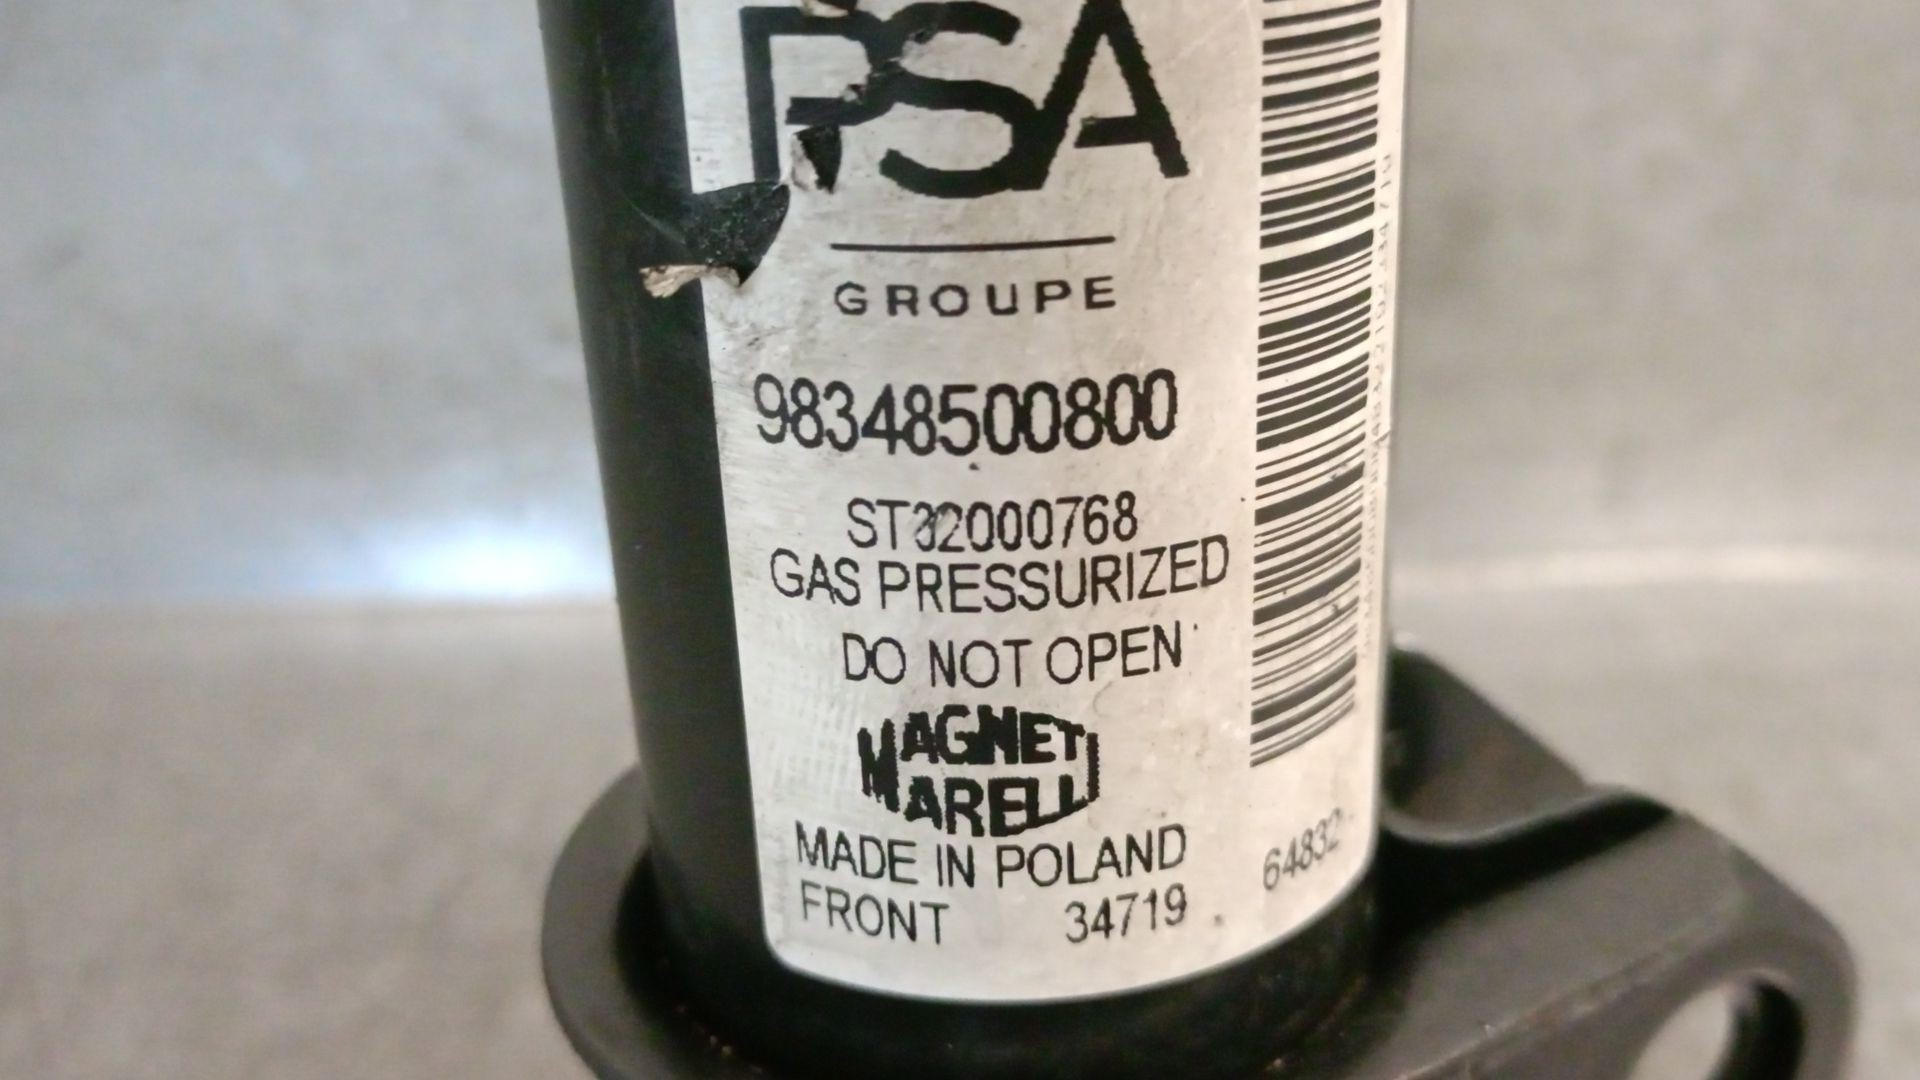 PSA
GROUPE
98348500800
ST32000768
GAS PRESSURIZED
DO NOT OPEN
MAGNETI
MARELLI
MADE IN POLAND
FRONT 34719
64832